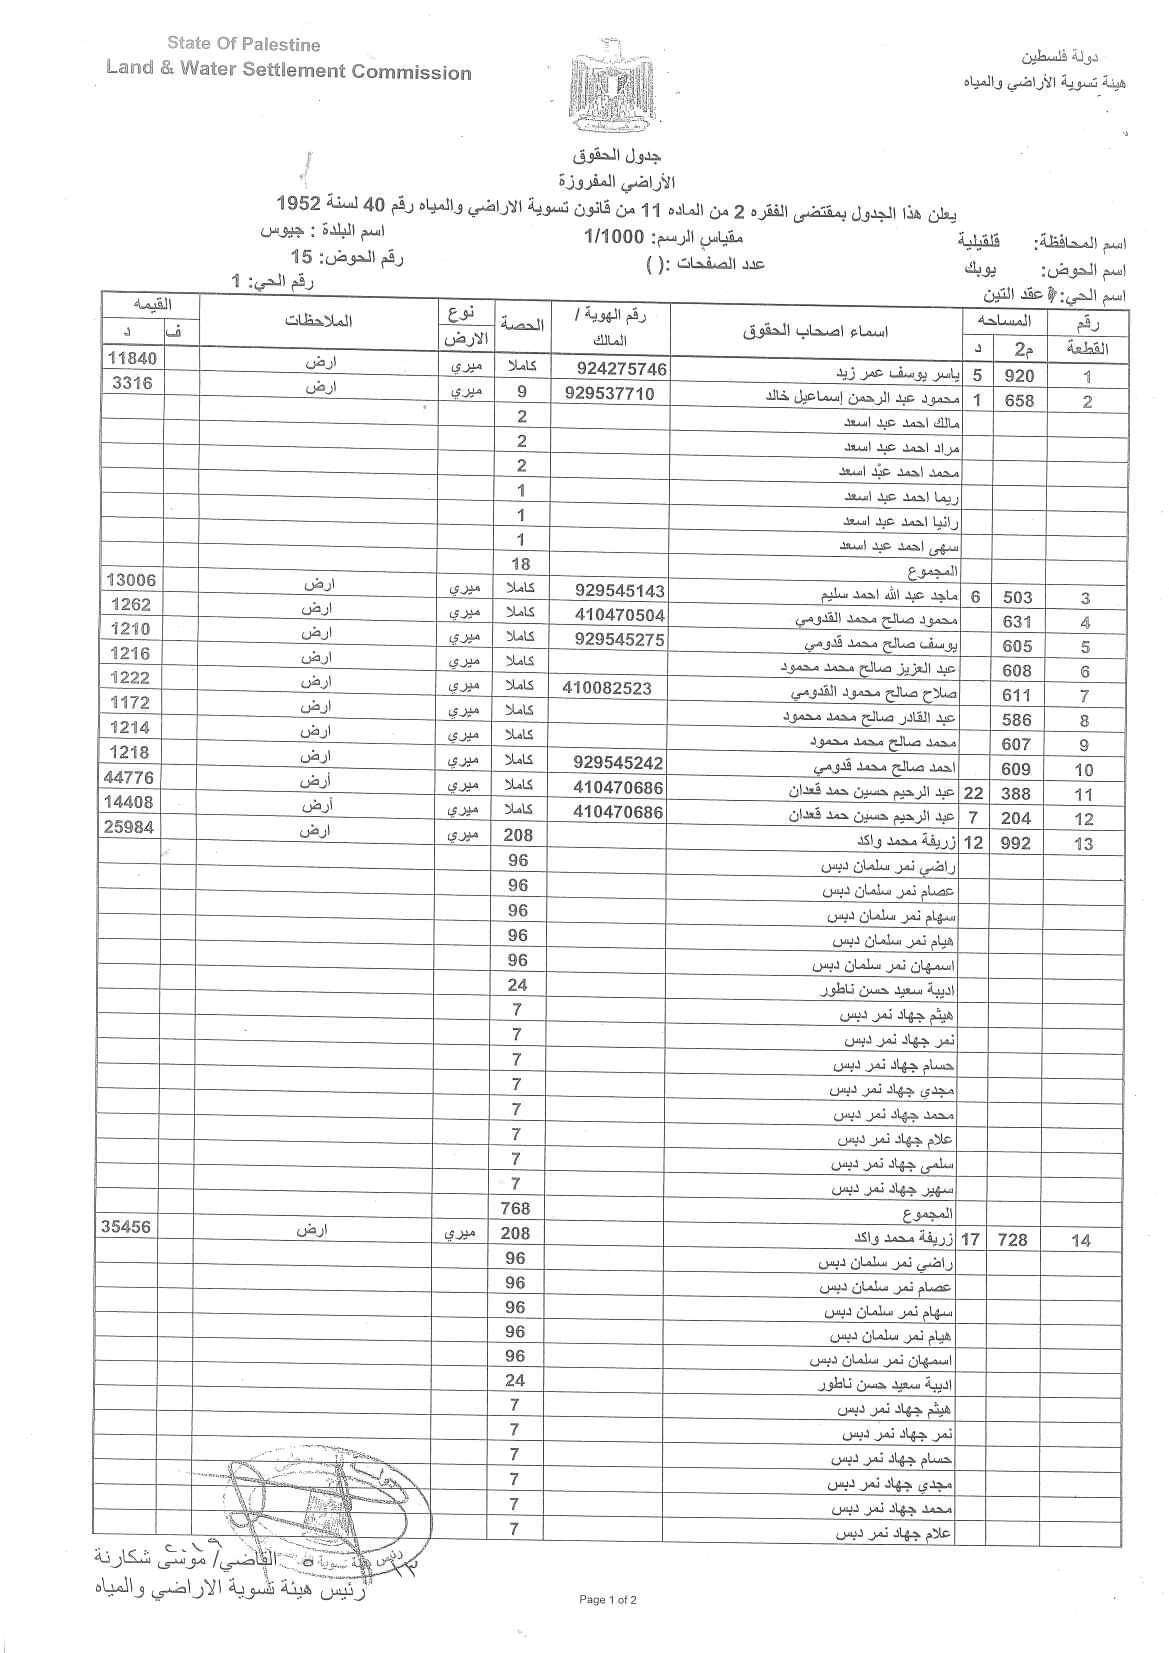 State Of Palestine
Land & Water Settlement Commission
دولة فلسطين
هيئة تسوية الأراضي والمياه
جدول الحقوق
الأراضي المفروزة
يعلن هذا الجدول بمقتضى الفقره 2 من الماده 11 من قانون تسوية الاراضي والمياه رقم 40 لسنة 1952
اسم المحافظة: قلقيلية مقياس الرسم: 1/1000 اسم البلدة : جيوس
اسم الحوض: يوبك عدد الصفحات :( ) رقم الحوض: 15
اسم الحي: عقد التين رقم الحي: 1
رقم القطعة المساحه م2 د اسماء اصحاب الحقوق رقم الهوية / المالك الحصة نوع الارض الملاحظات القيمه ف د
1 920 5 ياسر يوسف عمر زيد 924275746 كاملا ميري ارض 11840
2 658 1 محمود عبد الرحمن إسماعيل خالد 929537710 9 ميري ارض 3316
مالك احمد عبد اسعد 2
مراد احمد عبد اسعد 2
محمد احمد عبد اسعد 2
ريما احمد عبد اسعد 1
رانيا احمد عبد اسعد 1
سهى احمد عبد اسعد 1
المجموع 18
3 503 6 ماجد عبد الله احمد سليم 929545143 كاملا ميري ارض 13006
4 631 محمود صالح محمد القدومي 410470504 كاملا ميري ارض 1262
5 605 يوسف صالح محمد قدومي 929545275 كاملا ميري ارض 1210
6 608 عبد العزيز صالح محمد محمود كاملا ميري ارض 1216
7 611 صلاح صالح محمود القدومي 410082523 كاملا ميري ارض 1222
8 586 عبد القادر صالح محمد محمود كاملا ميري ارض 1172
9 607 محمد صالح محمد محمود كاملا ميري ارض 1214
10 609 احمد صالح محمد قدومي 929545242 كاملا ميري ارض 1218
11 388 22 عبد الرحيم حسين حمد قعدان 410470686 كاملا ميري أرض 44776
12 204 7 عبد الرحيم حسين حمد قعدان 410470686 كاملا ميري أرض 14408
13 992 12 زريفة محمد واكد 208 ميري ارض 25984
راضي نمر سلمان دبس 96
عصام نمر سلمان دبس 96
سهام نمر سلمان دبس 96
هيام نمر سلمان دبس 96
اسمهان نمر سلمان دبس 96
اديبة سعيد حسن ناطور 24
هيثم جهاد نمر دبس 7
نمر جهاد نمر دبس 7
حسام جهاد نمر دبس 7
مجدي جهاد نمر دبس 7
محمد جهاد نمر دبس 7
علام جهاد نمر دبس 7
سلمى جهاد نمر دبس 7
سهير جهاد نمر دبس 7
المجموع 768
14 728 17 زريفة محمد واكد 208 ميري ارض 35456
راضي نمر سلمان دبس 96
عصام نمر سلمان دبس 96
سهام نمر سلمان دبس 96
هيام نمر سلمان دبس 96
اسمهان نمر سلمان دبس 96
اديبة سعيد حسن ناطور 24
هيثم جهاد نمر دبس 7
نمر جهاد نمر دبس 7
حسام جهاد نمر دبس 7
مجدي جهاد نمر دبس 7
محمد جهاد نمر دبس 7
علام جهاد نمر دبس 7
القاضي/ موسى شكارنة
رئيس هيئة تسوية الاراضي والمياه
Page 1 of 2